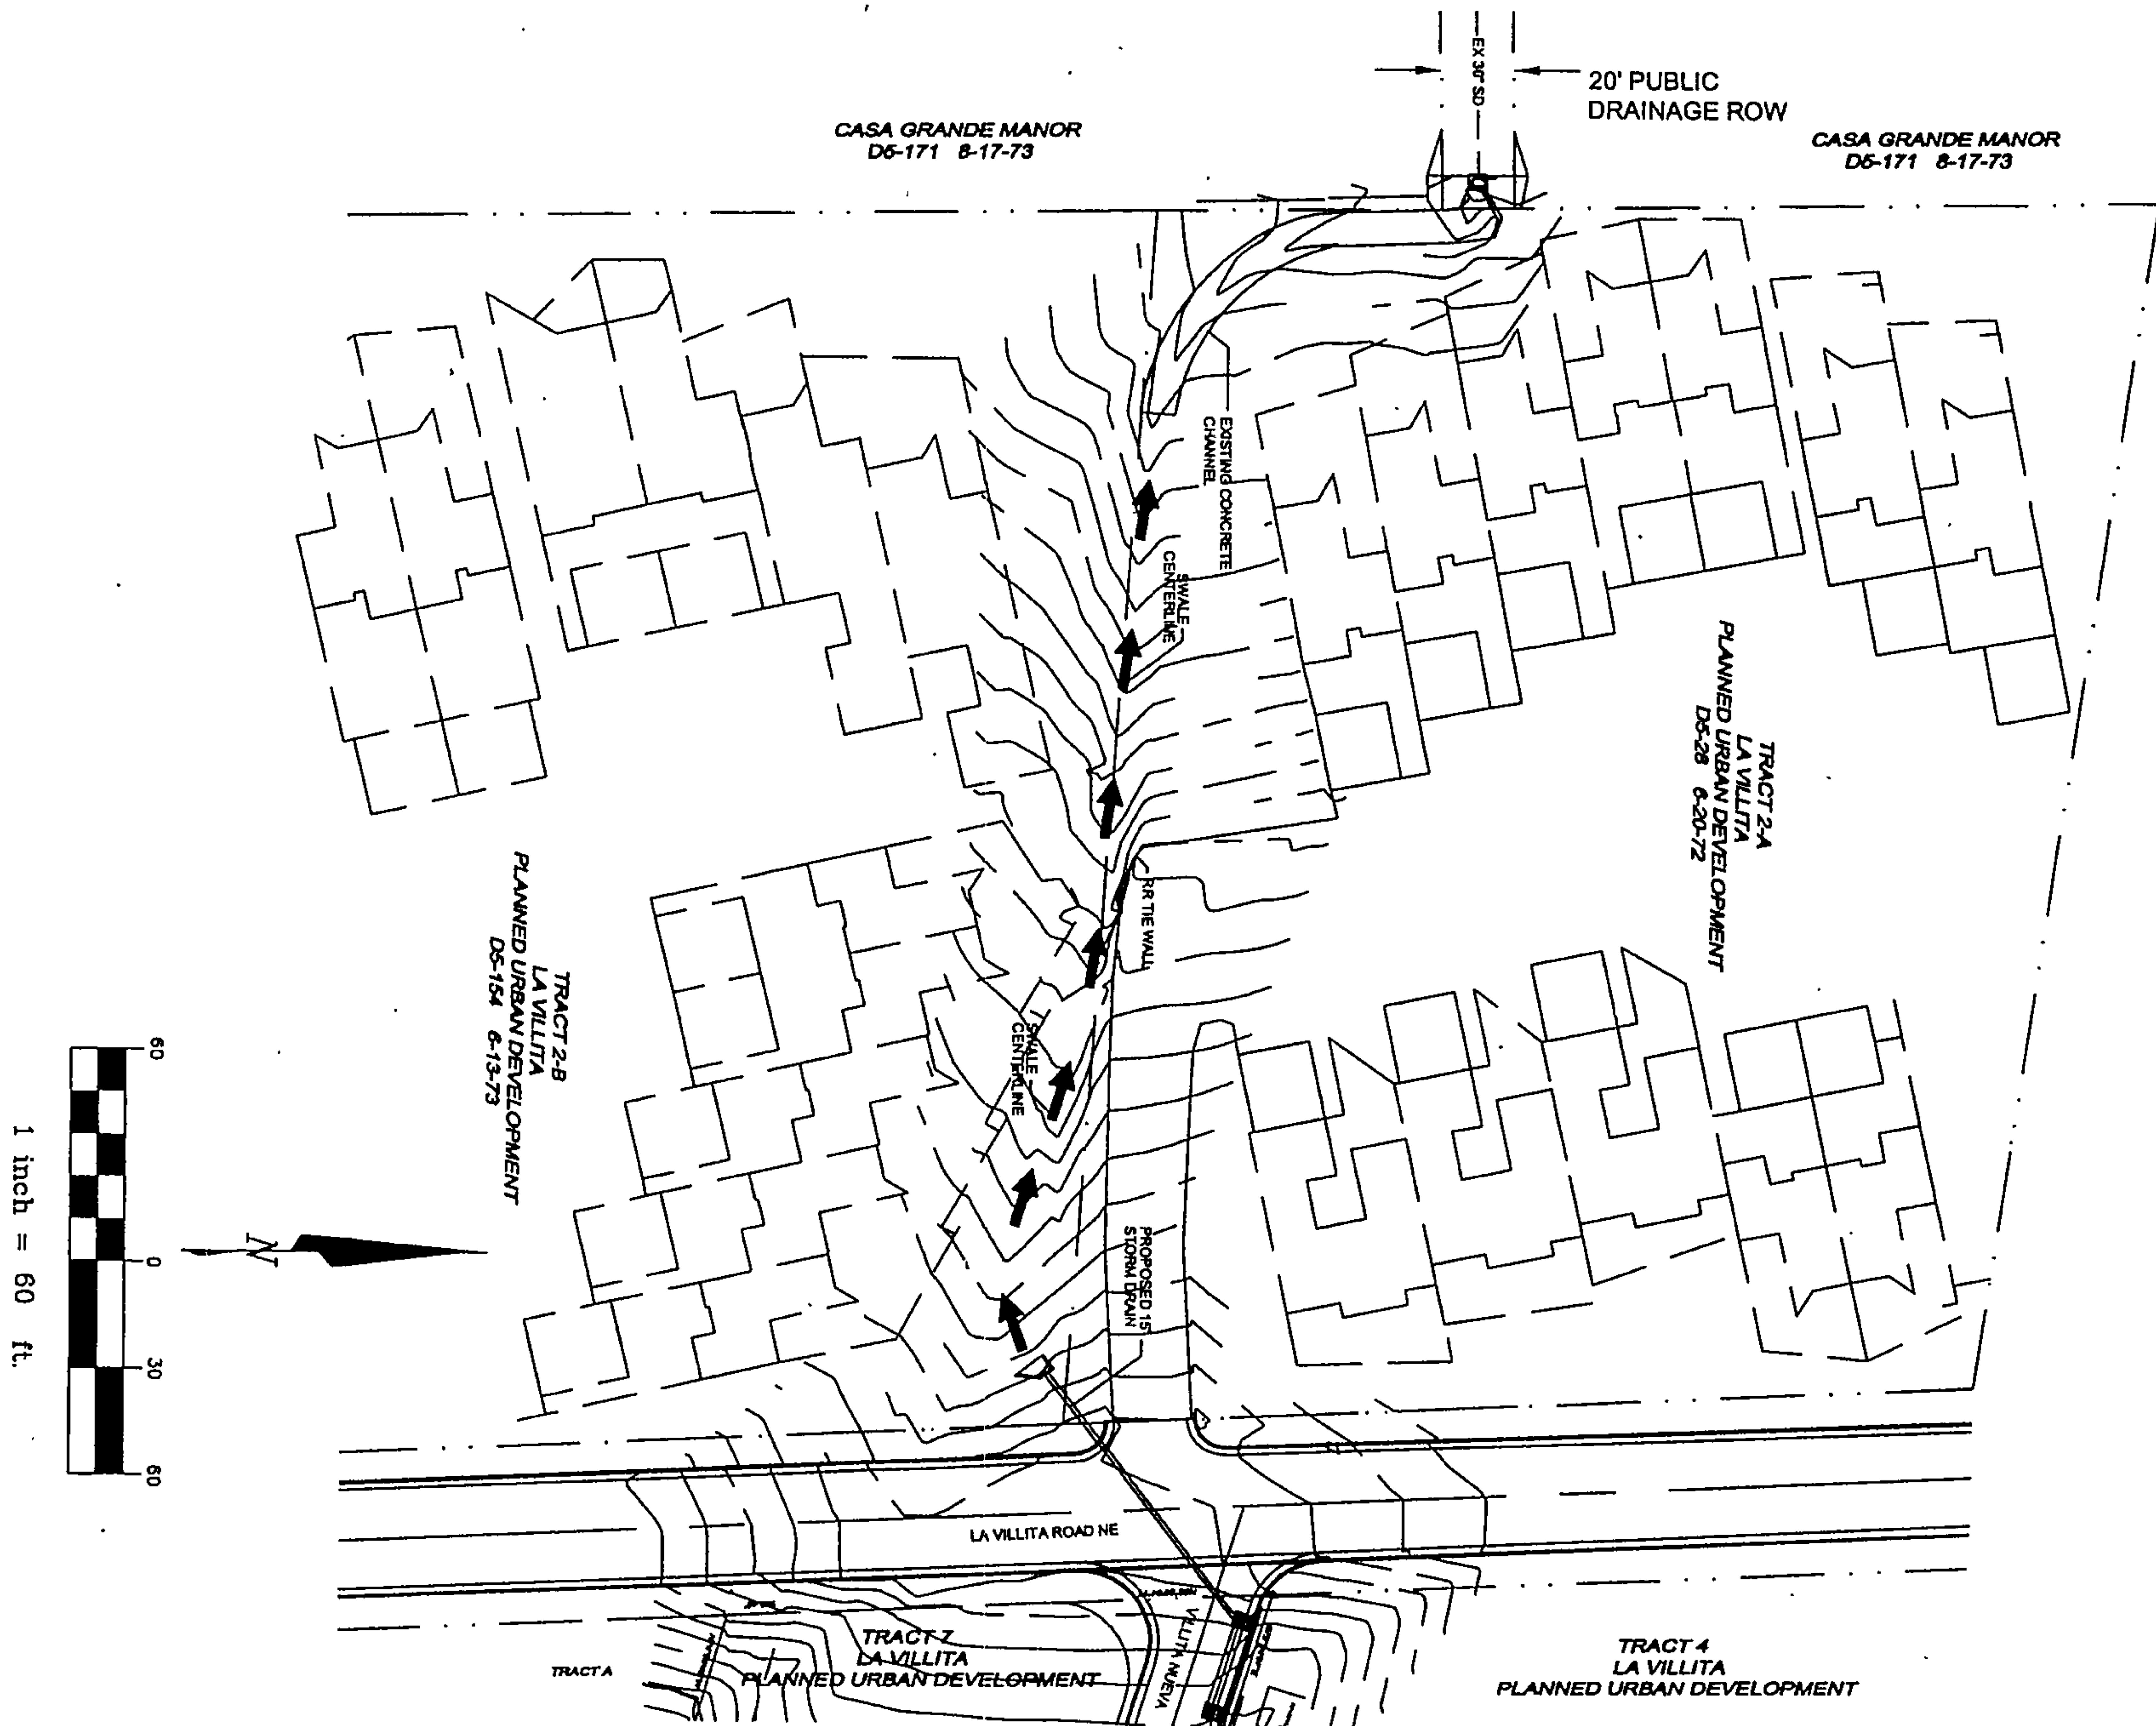 EX 30" SD
20' PUBLIC
DRAINAGE ROW
CASA GRANDE MANOR
D5-171 8-17-73
CASA GRANDE MANOR
D5-171 8-17-73
EXISTING CONCRETE
CHANNEL
SWALE
CENTERLINE
TRACT 2-A
LA VILLITA
PLANNED URBAN DEVELOPMENT
D5-28 6-20-72
RR TIE WALL
TRACT 2-B
LA VILLITA
PLANNED URBAN DEVELOPMENT
D5-154 6-13-73
SWALE
CENTERLINE
60
0
30
60
1 inch = 60 ft.
N
PROPOSED 15"
STORM DRAIN
LA VILLITA ROAD NE
VILLITA NUEVA
TRACT 7
LA VILLITA
PLANNED URBAN DEVELOPMENT
TRACT A
TRACT 4
LA VILLITA
PLANNED URBAN DEVELOPMENT